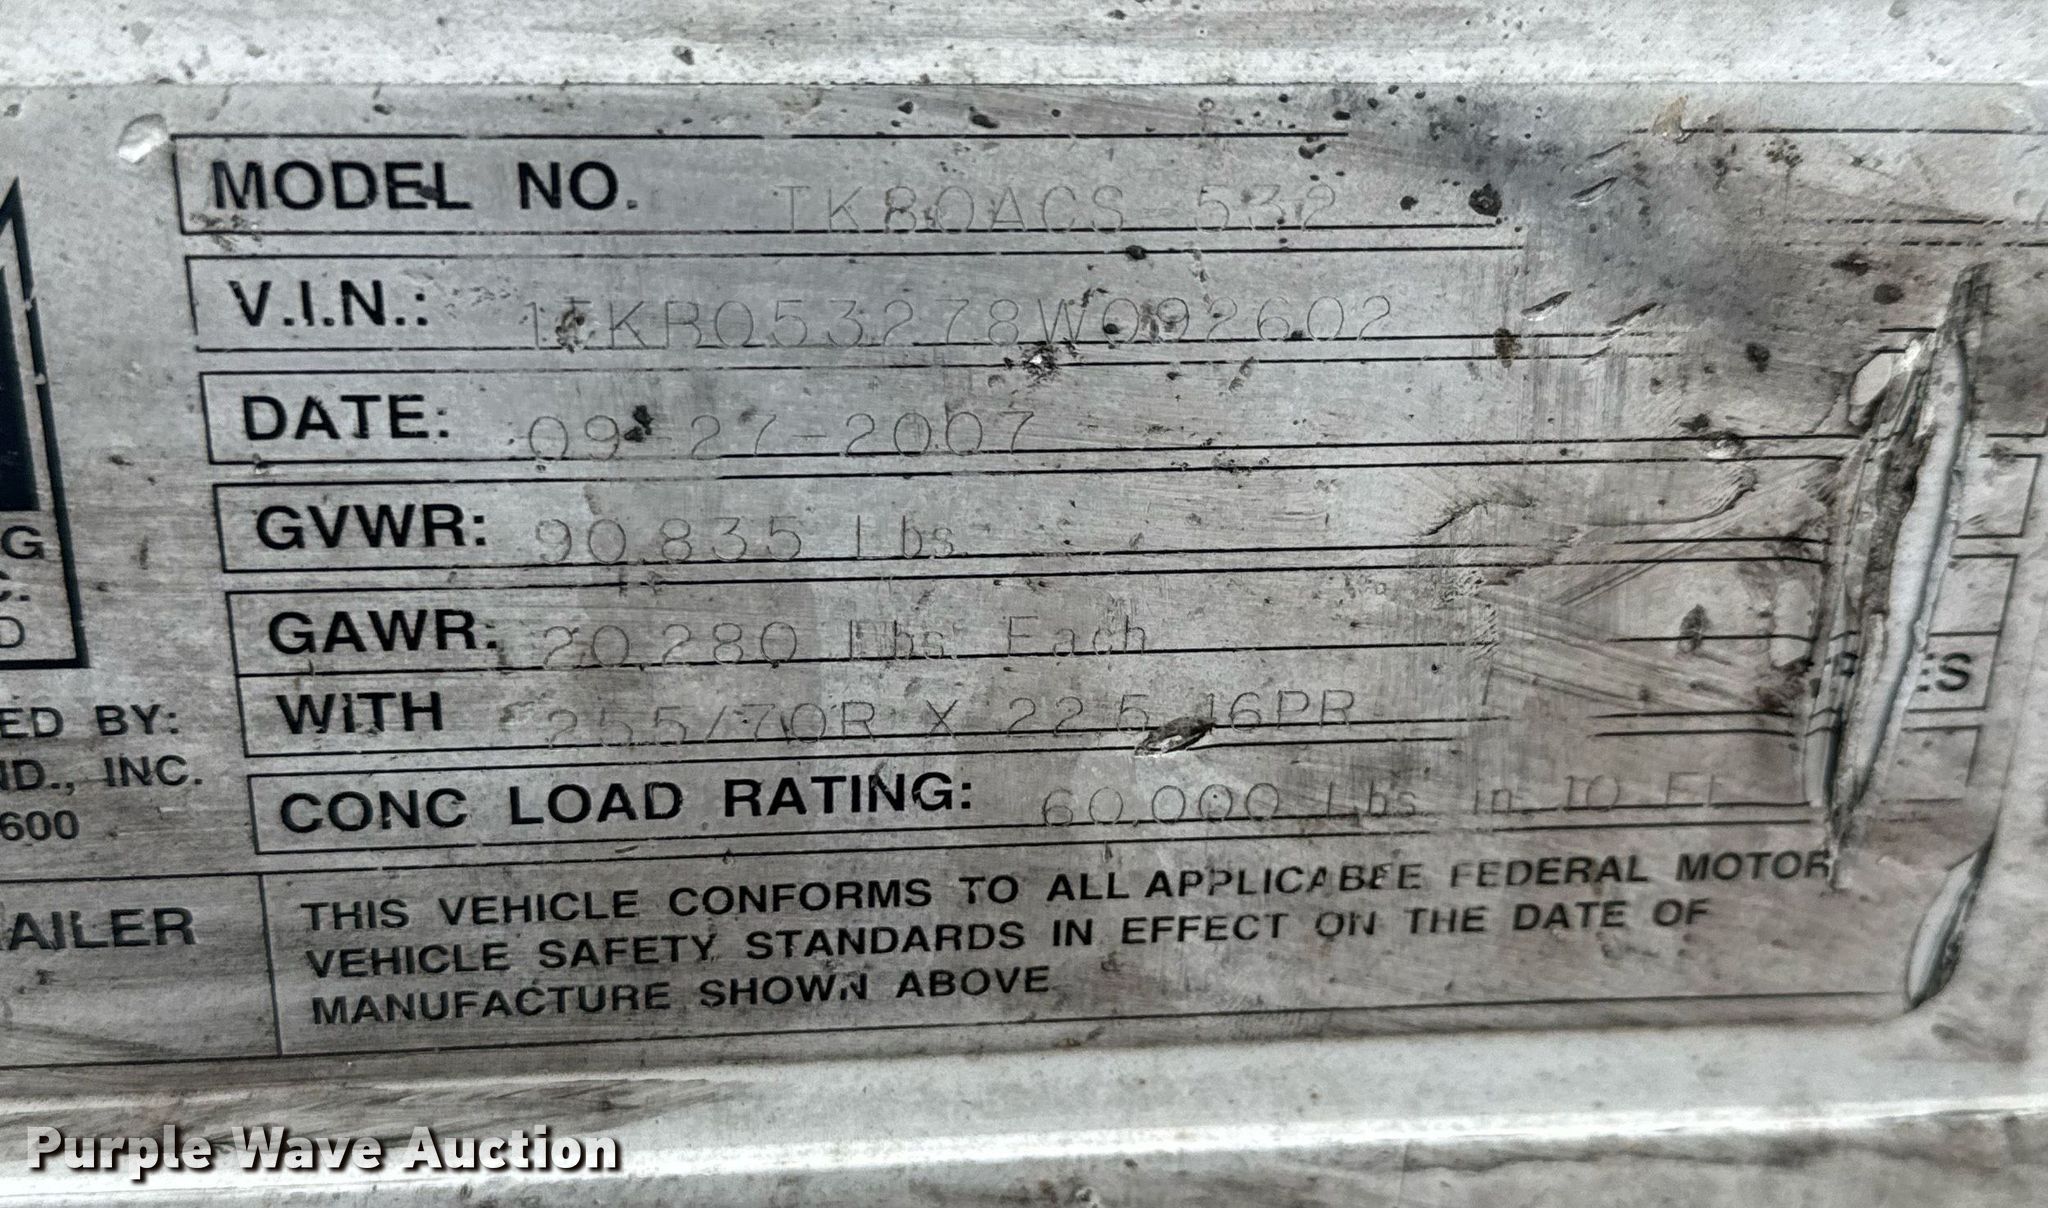 MODEL NO. TK80ACS-532
V.I.N.: 1TKB053278W092602
DATE: 09-27-2007
GVWR: 90,835 Lbs.
GAWR: 20,280 Lbs. Each
WITH 255/70R X 22.5 16PR
CONC LOAD RATING: 60,000 Lbs in 10 Ft
THIS VEHICLE CONFORMS TO ALL APPLICABLE FEDERAL MOTOR
VEHICLE SAFETY STANDARDS IN EFFECT ON THE DATE OF
MANUFACTURE SHOWN ABOVE
G
D
ED BY:
ND., INC.
600
AILER
Purple Wave Auction